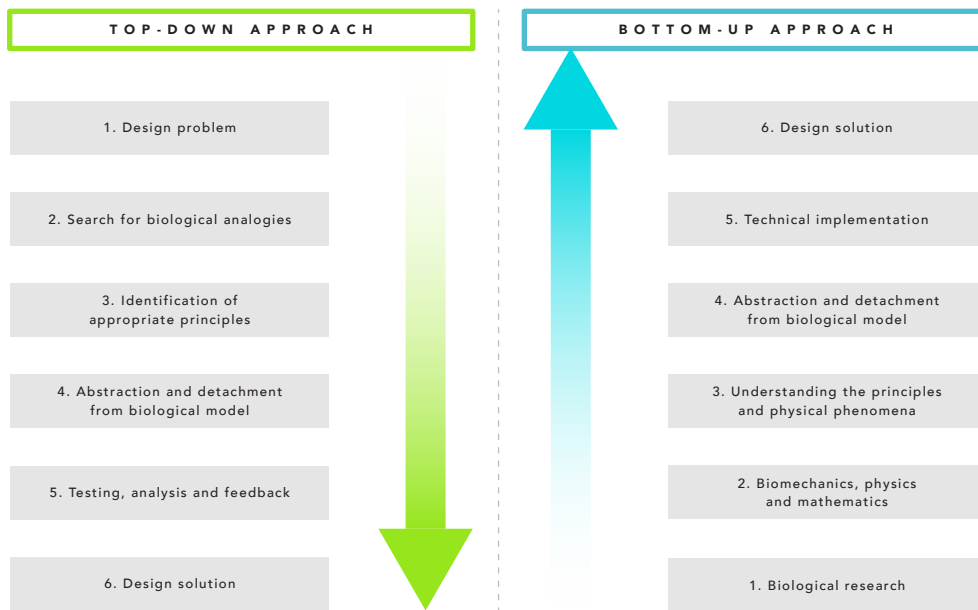 TOP-DOWN APPROACH
1. Design problem
2. Search for biological analogies
3. Identification of
appropriate principles
4. Abstraction and detachment
from biological model
5. Testing, analysis and feedback
6. Design solution
BOTTOM-UP APPROACH
6. Design solution
5. Technical implementation
4. Abstraction and detachment
from biological model
3. Understanding the principles
and physical phenomena
2. Biomechanics, physics
and mathematics
1. Biological research